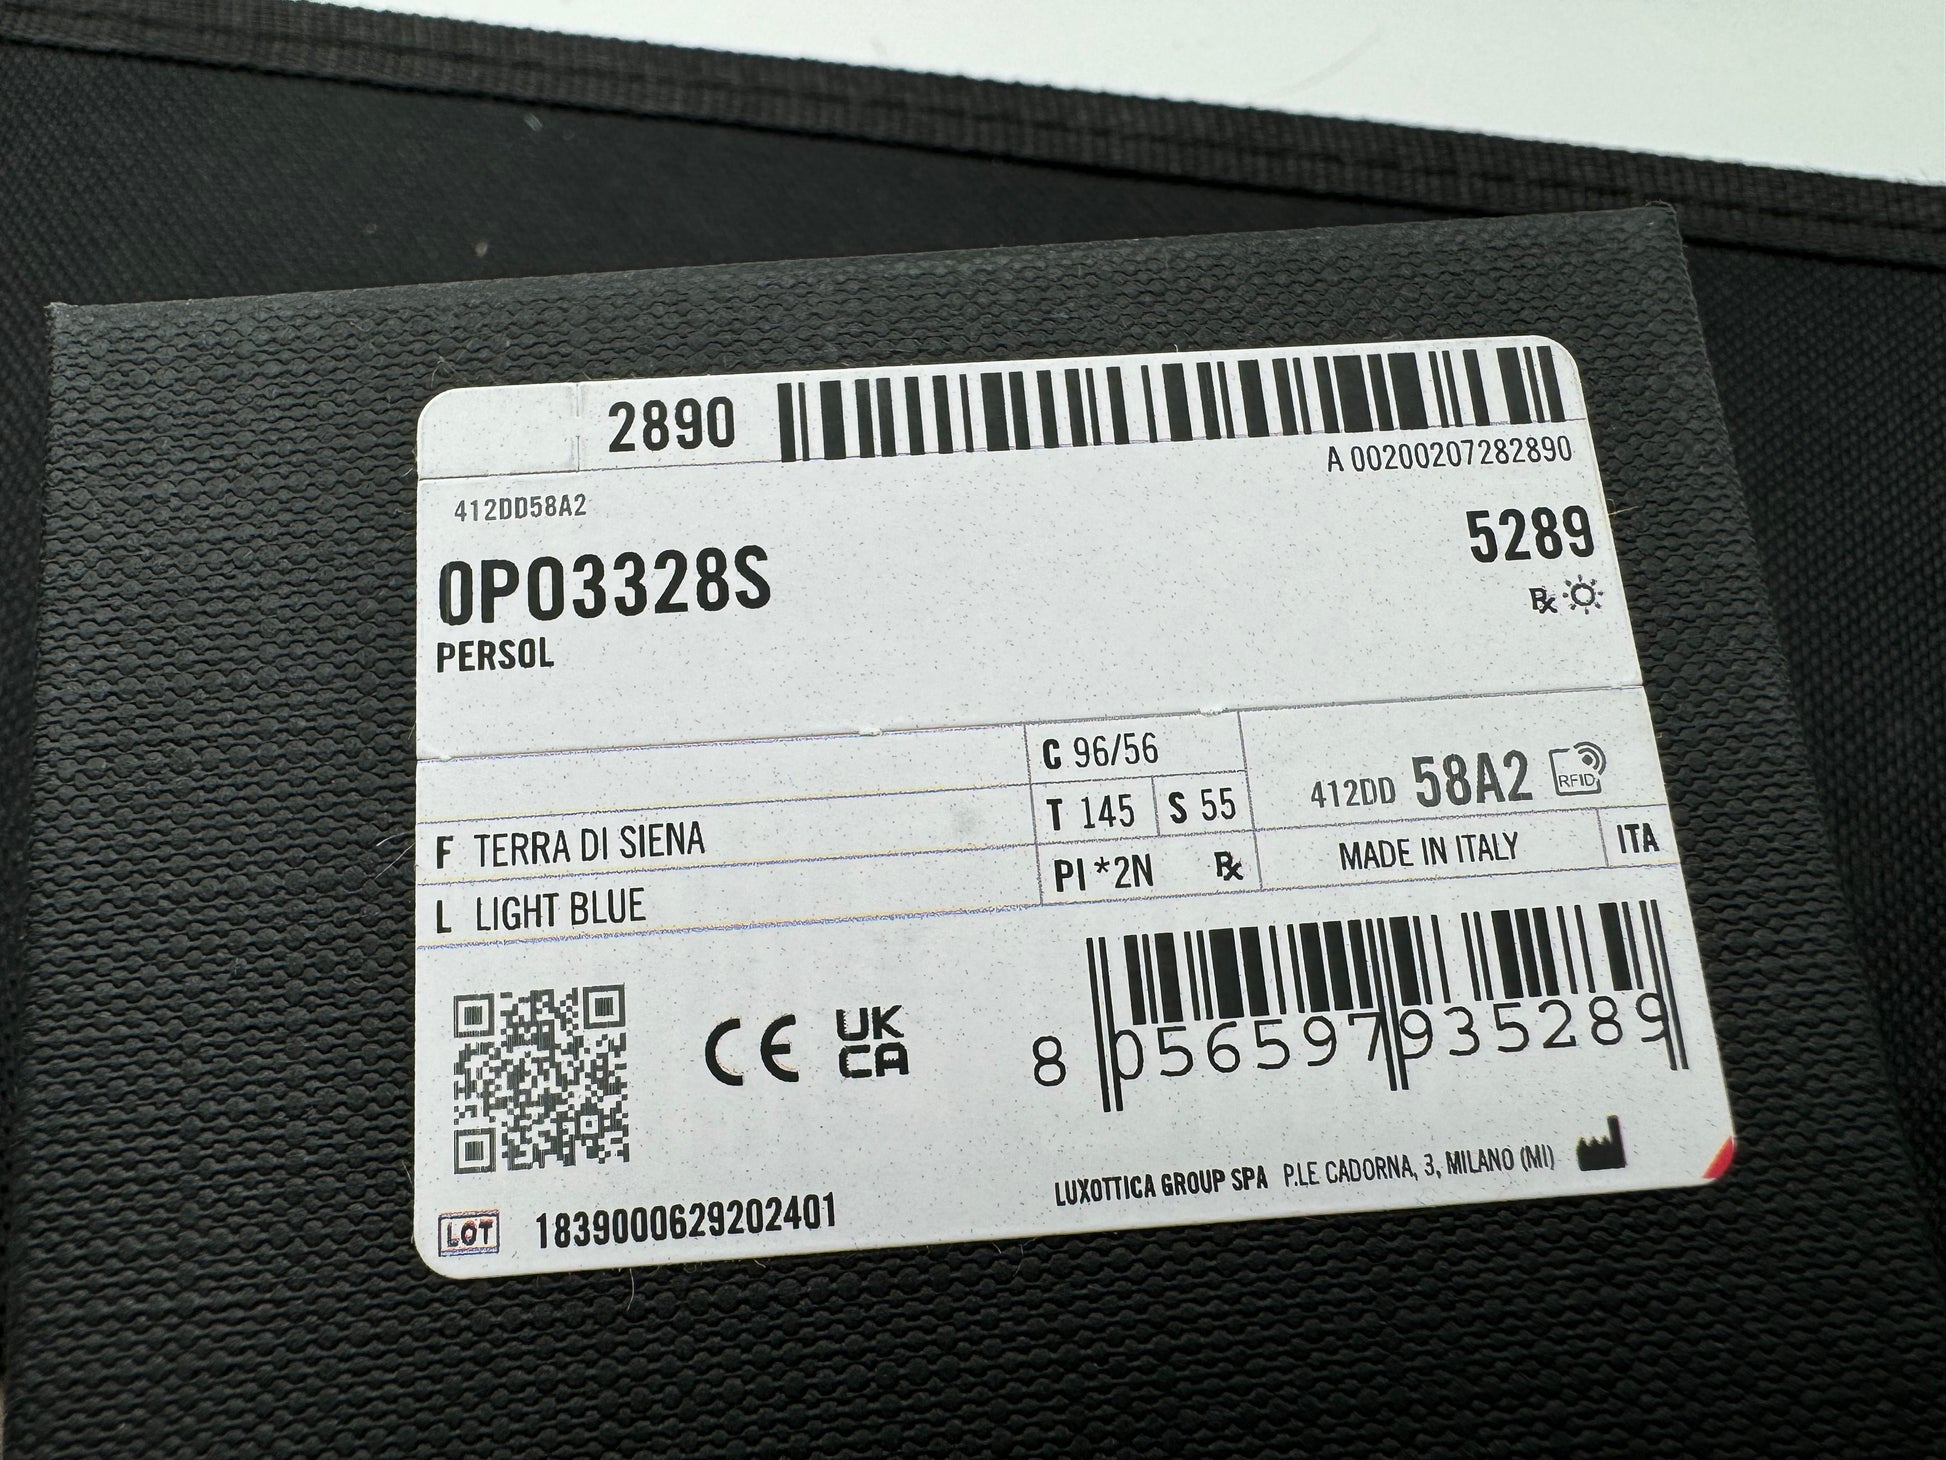 2890
A 00200207282890
412DD58A2
5289
0PO3328S
Rx
PERSOL
C 96/56
T 145 S 55
412DD 58A2 RFID
F TERRA DI SIENA
PI *2N Rx
MADE IN ITALY ITA
L LIGHT BLUE
CE UK CA
8 056597 935289
LUXOTTICA GROUP SPA P.LE CADORNA, 3, MILANO (MI)
LOT 1839000629202401